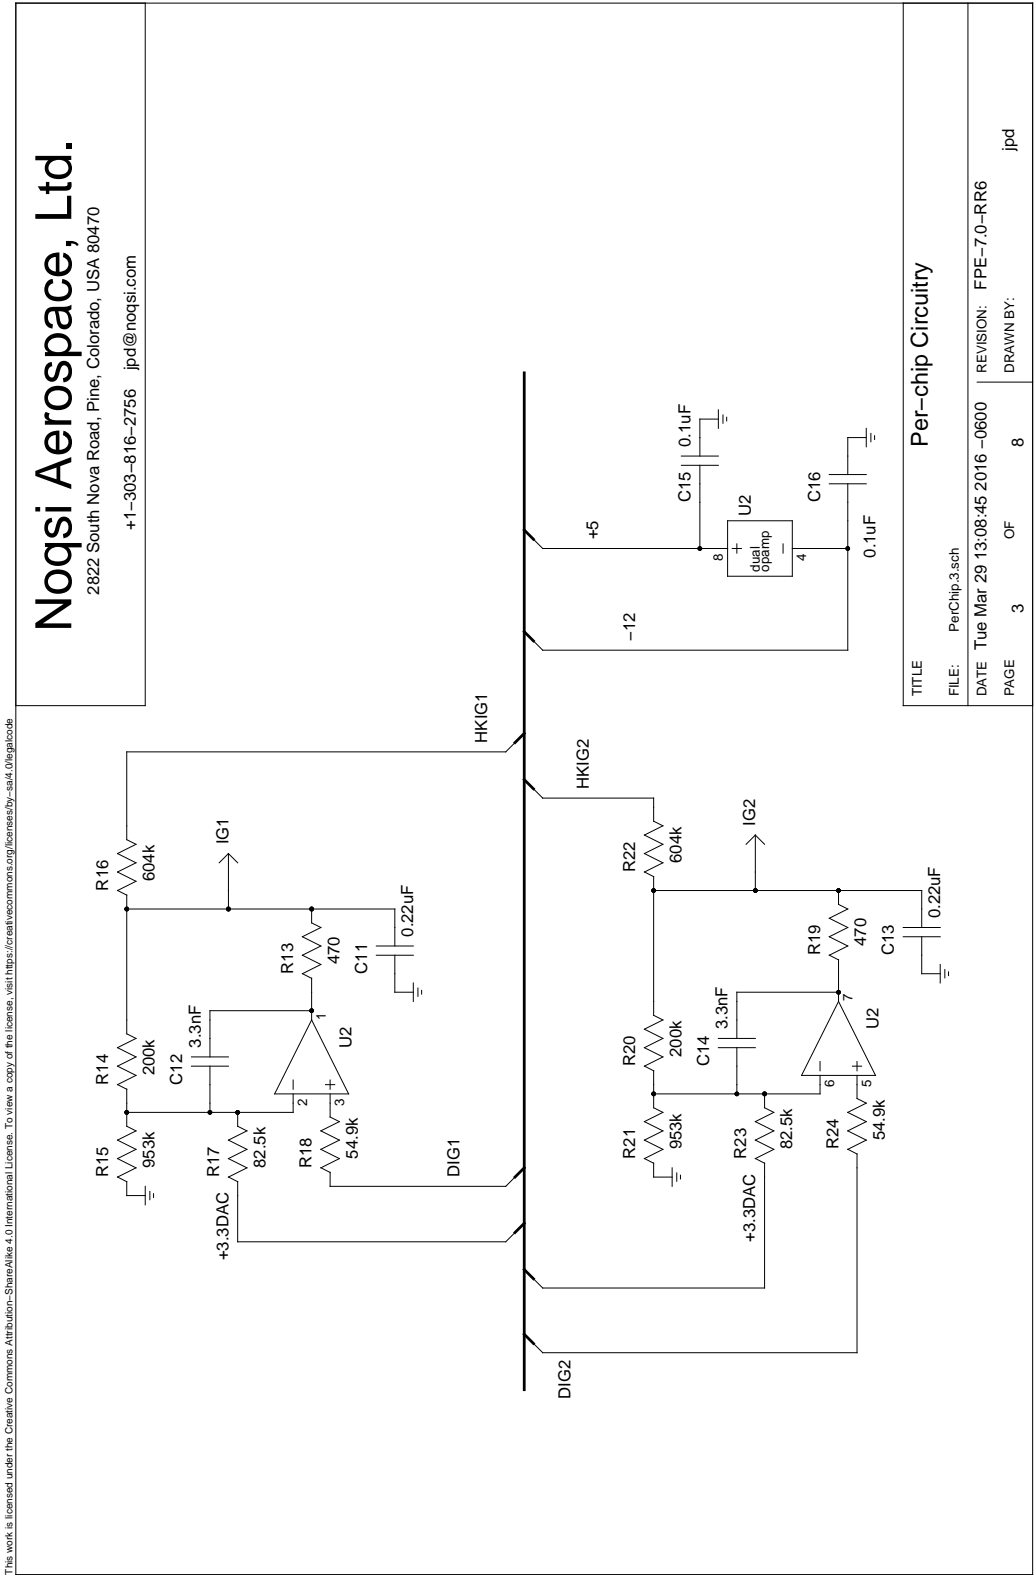 This work is licensed under the Creative Commons Attribution−ShareAlike 4.0 International License. To view a copy of the license, visit https://creativecommons.org/licenses/by−sa/4.0/legalcode
Noqsi Aerospace, Ltd.
2822 South Nova Road, Pine, Colorado, USA 80470
+1−303−816−2756 jpd@noqsi.com
R15
953k
R14
200k
R16
604k
C12
3.3nF
IG1
R17
82.5k
+3.3DAC
2
3
1
U2
R13
470
R18
54.9k
C11
0.22uF
DIG1
HKIG1
DIG2
HKIG2
−12
+5
R21
953k
R20
200k
R22
604k
C14
3.3nF
IG2
R23
82.5k
+3.3DAC
6
5
7
U2
R19
470
R24
54.9k
C13
0.22uF
C15
0.1uF
8
+
dual
opamp
−
4
U2
C16
0.1uF
TITLE
Per−chip Circuitry
FILE: PerChip.3.sch
REVISION: FPE−7.0−RR6
DATE Tue Mar 29 13:08:45 2016 −0600
PAGE 3 OF 8
DRAWN BY: jpd